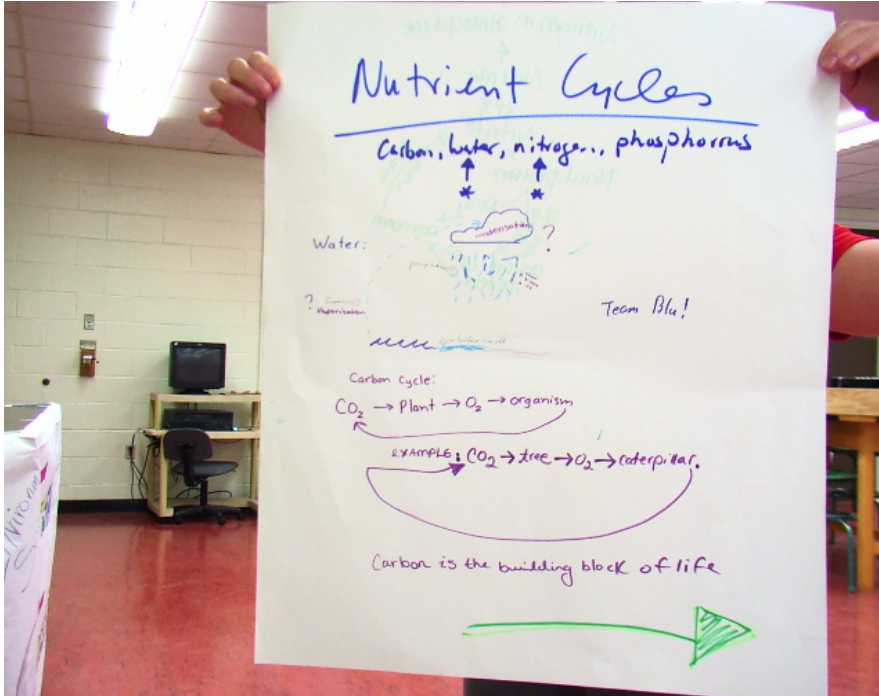 Nutrient Cycles
Carbon, water, nitrogen, phosphorus
* *
condensation ?
Water:
? 
Vaporization
Team Blu!
Carbon Cycle:
CO₂ → Plant → O₂ → organism
EXAMPLE: CO₂ → tree → O₂ → caterpillar.
Carbon is the building block of life